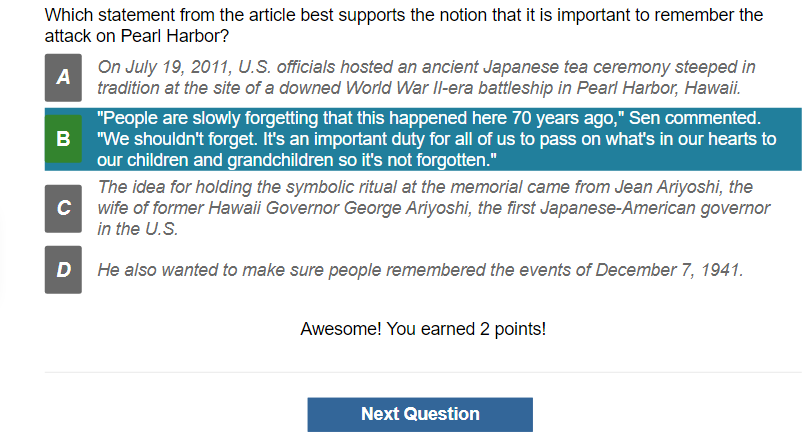 Which statement from the article best supports the notion that it is important to remember the
attack on Pearl Harbor?
A
On July 19, 2011, U.S. officials hosted an ancient Japanese tea ceremony steeped in
tradition at the site of a downed World War II-era battleship in Pearl Harbor, Hawaii.
B
"People are slowly forgetting that this happened here 70 years ago," Sen commented.
"We shouldn't forget. It's an important duty for all of us to pass on what's in our hearts to
our children and grandchildren so it's not forgotten."
C
The idea for holding the symbolic ritual at the memorial came from Jean Ariyoshi, the
wife of former Hawaii Governor George Ariyoshi, the first Japanese-American governor
in the U.S.
D
He also wanted to make sure people remembered the events of December 7, 1941.
Awesome! You earned 2 points!
Next Question